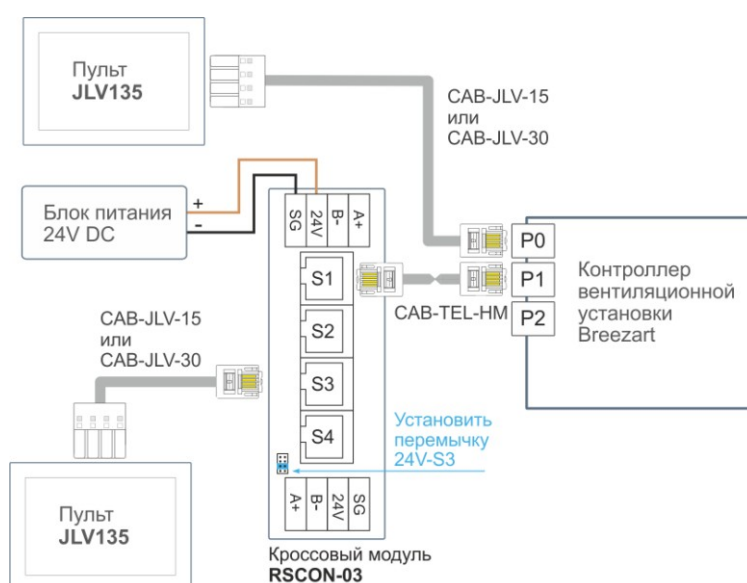 Пульт
JLV135
CAB-JLV-15
или
CAB-JLV-30
Блок питания
24V DC
+
-
SG
24V
B-
A+
S1
S2
S3
S4
P0
P1
P2
CAB-TEL-HM
Контроллер
вентиляционной
установки
Breezart
CAB-JLV-15
или
CAB-JLV-30
Установить
перемычку
24V-S3
A+
B-
24V
SG
Пульт
JLV135
Кроссовый модуль
RSCON-03